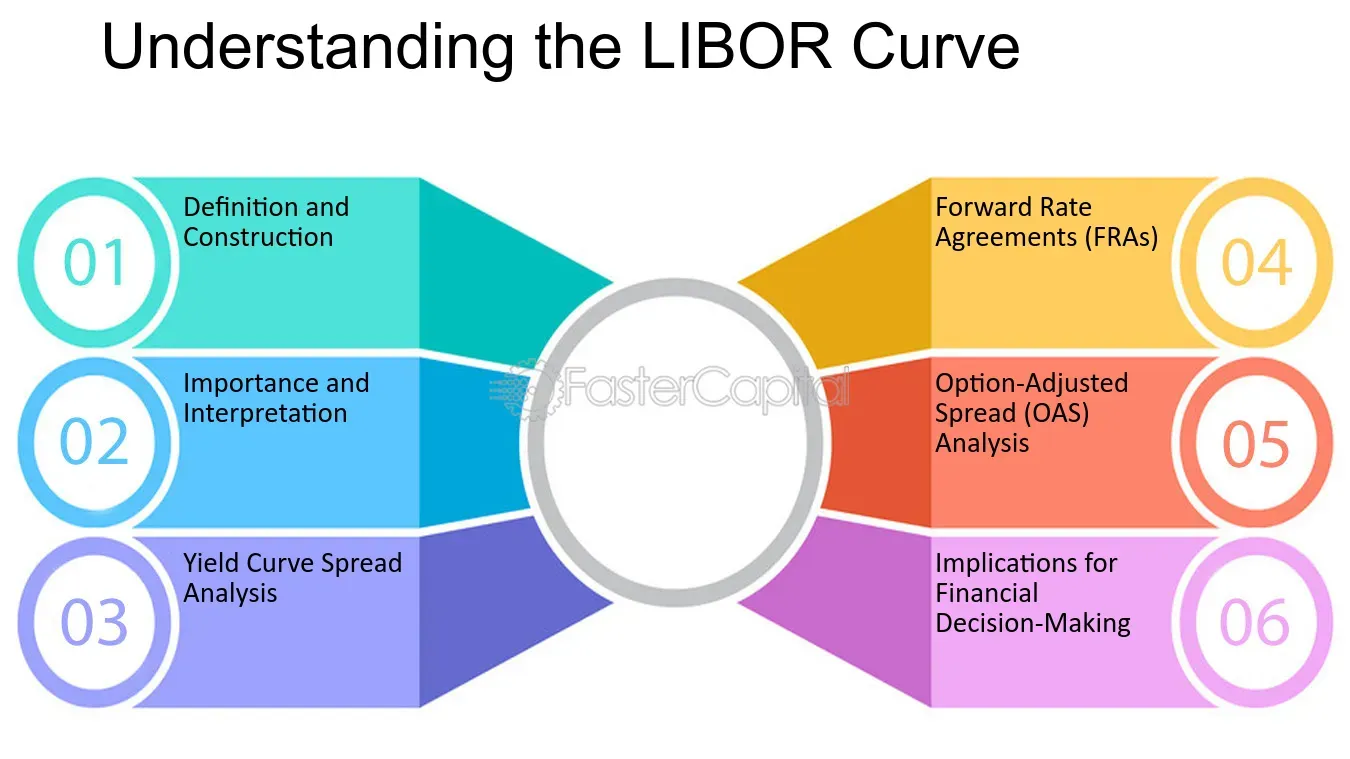 Understanding the LIBOR Curve
01
Definition and
Construction
02
Importance and
Interpretation
03
Yield Curve Spread
Analysis
FasterCapital
04
Forward Rate
Agreements (FRAs)
05
Option-Adjusted
Spread (OAS)
Analysis
06
Implications for
Financial
Decision-Making